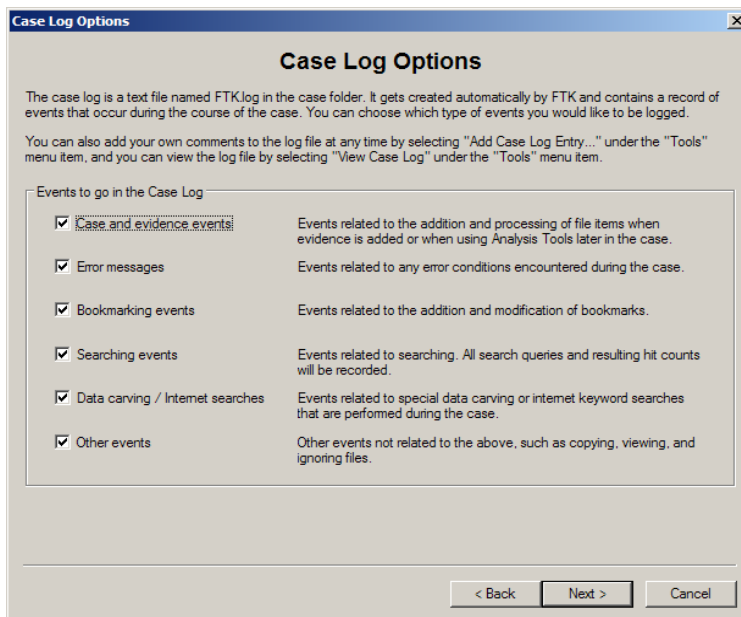 Case Log Options
Case Log Options
The case log is a text file named FTK.log in the case folder. It gets created automatically by FTK and contains a record of
events that occur during the course of the case. You can choose which type of events you would like to be logged.
You can also add your own comments to the log file at any time by selecting "Add Case Log Entry..." under the "Tools"
menu item, and you can view the log file by selecting "View Case Log" under the "Tools" menu item.
Events to go in the Case Log
Case and evidence events
Events related to the addition and processing of file items when
evidence is added or when using Analysis Tools later in the case.
Error messages
Events related to any error conditions encountered during the case.
Bookmarking events
Events related to the addition and modification of bookmarks.
Searching events
Events related to searching. All search queries and resulting hit counts
will be recorded.
Data carving / Internet searches
Events related to special data carving or internet keyword searches
that are performed during the case.
Other events
Other events not related to the above, such as copying, viewing, and
ignoring files.
< Back
Next >
Cancel